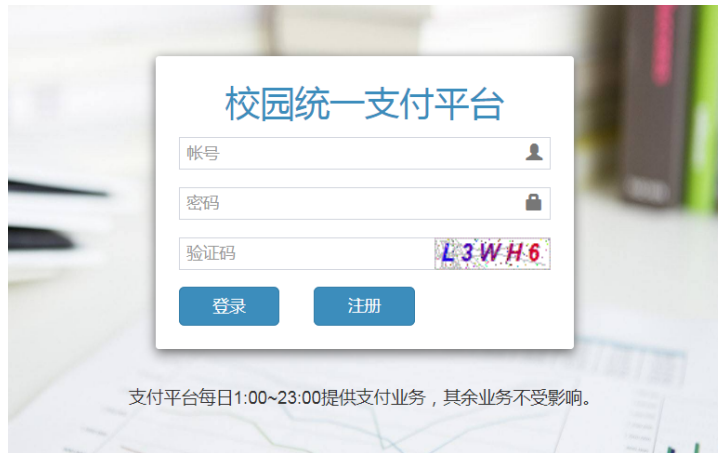 校园统一支付平台
帐号
密码
验证码 L3WH6
登录 注册
支付平台每日1:00~23:00提供支付业务，其余业务不受影响。